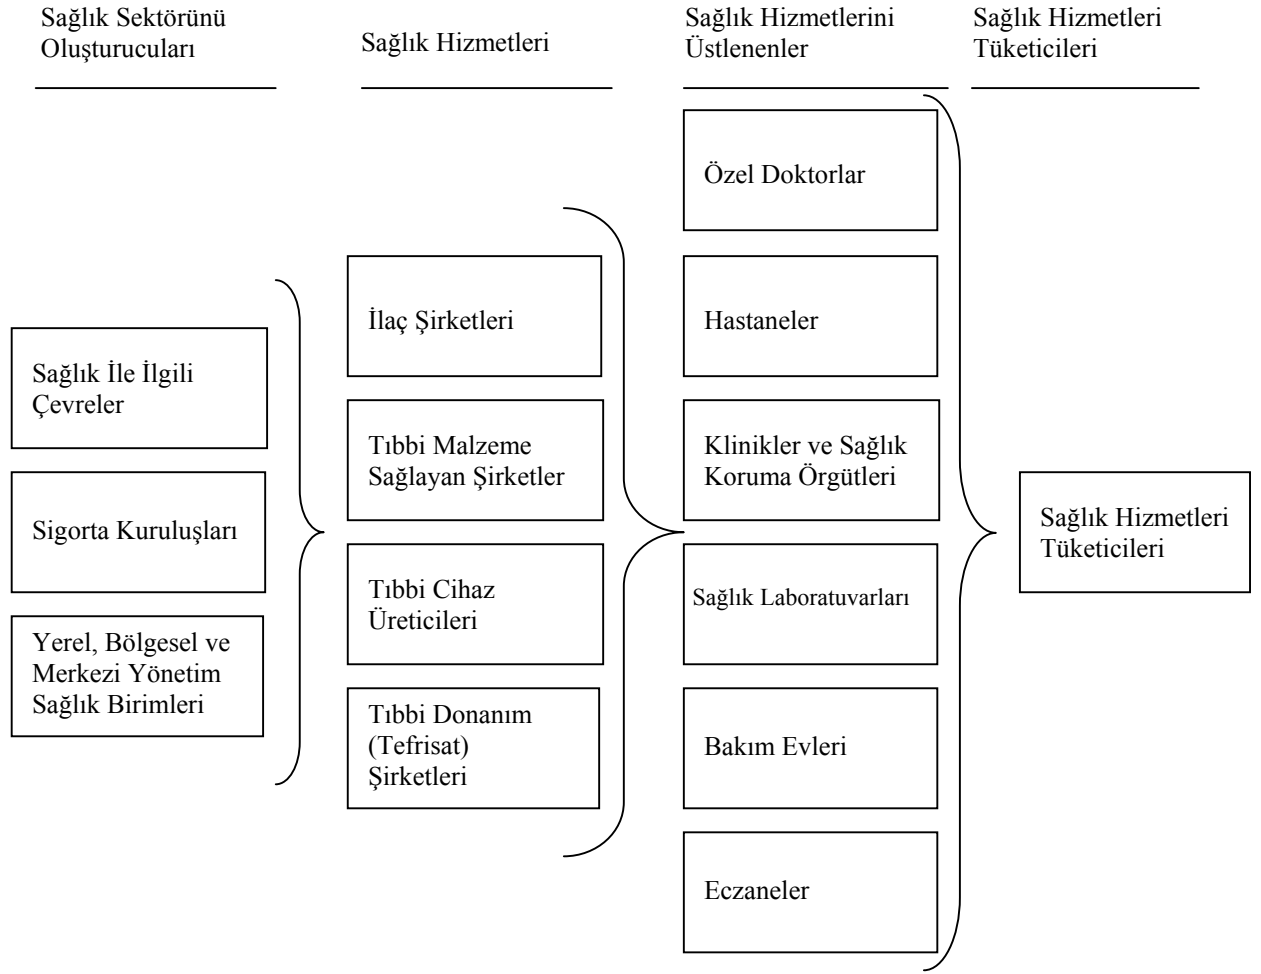 Sağlık Sektörünü
Oluşturucuları
Sağlık Hizmetleri
Sağlık Hizmetlerini
Üstlenenler
Sağlık Hizmetleri
Tüketicileri
Sağlık İle İlgili
Çevreler
Sigorta Kuruluşları
Yerel, Bölgesel ve
Merkezi Yönetim
Sağlık Birimleri
İlaç Şirketleri
Tıbbi Malzeme
Sağlayan Şirketler
Tıbbi Cihaz
Üreticileri
Tıbbi Donanım
(Tefrisat)
Şirketleri
Özel Doktorlar
Hastaneler
Klinikler ve Sağlık
Koruma Örgütleri
Sağlık Laboratuvarları
Bakım Evleri
Eczaneler
Sağlık Hizmetleri
Tüketicileri